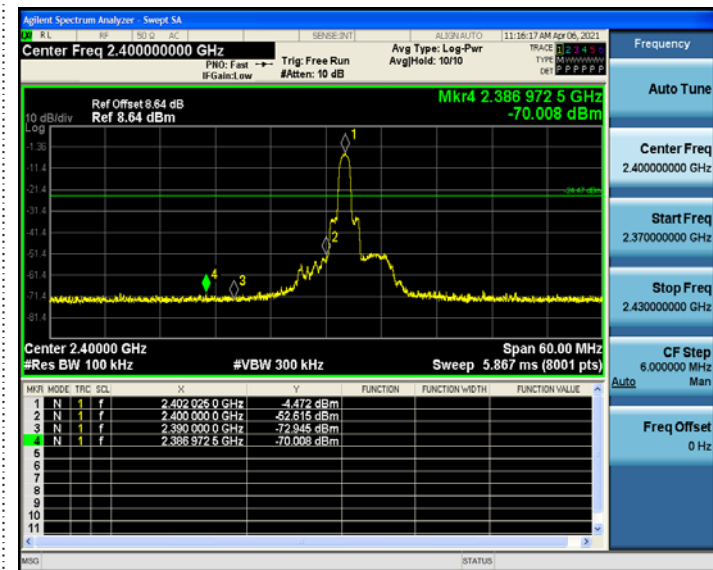 Agilent Spectrum Analyzer - Swept SA
RL RF 50 Ω AC SENSE:INT ALIGN AUTO 11:16:17 AM Apr 06, 2021
Center Freq 2.400000000 GHz
PNO: Fast
IFGain:Low
Trig: Free Run
#Atten: 10 dB
Avg Type: Log-Pwr
Avg|Hold: 10/10
TRACE 1 2 3 4 5 6
TYPE M WWWWW
DET P P P P P P
Ref Offset 8.64 dB
10 dB/div Ref 8.64 dBm
Log
Mkr4 2.386 972 5 GHz
-70.008 dBm
-1.36
-11.4
-21.4
-31.4
-41.4
-51.4
-61.4
-71.4
-81.4
1
2
3
4
-24.47 dBm
Center 2.40000 GHz Span 60.00 MHz
#Res BW 100 kHz #VBW 300 kHz Sweep 5.867 ms (8001 pts)
MKR MODE TRC SCL X Y FUNCTION FUNCTION WIDTH FUNCTION VALUE
1 N 1 f 2.402 025 0 GHz -4.472 dBm
2 N 1 f 2.400 000 0 GHz -52.615 dBm
3 N 1 f 2.390 000 0 GHz -72.945 dBm
4 N 1 f 2.386 972 5 GHz -70.008 dBm
5
6
7
8
9
10
11
MSG STATUS
Frequency
Auto Tune
Center Freq
2.400000000 GHz
Start Freq
2.370000000 GHz
Stop Freq
2.430000000 GHz
CF Step
6.000000 MHz
Auto Man
Freq Offset
0 Hz